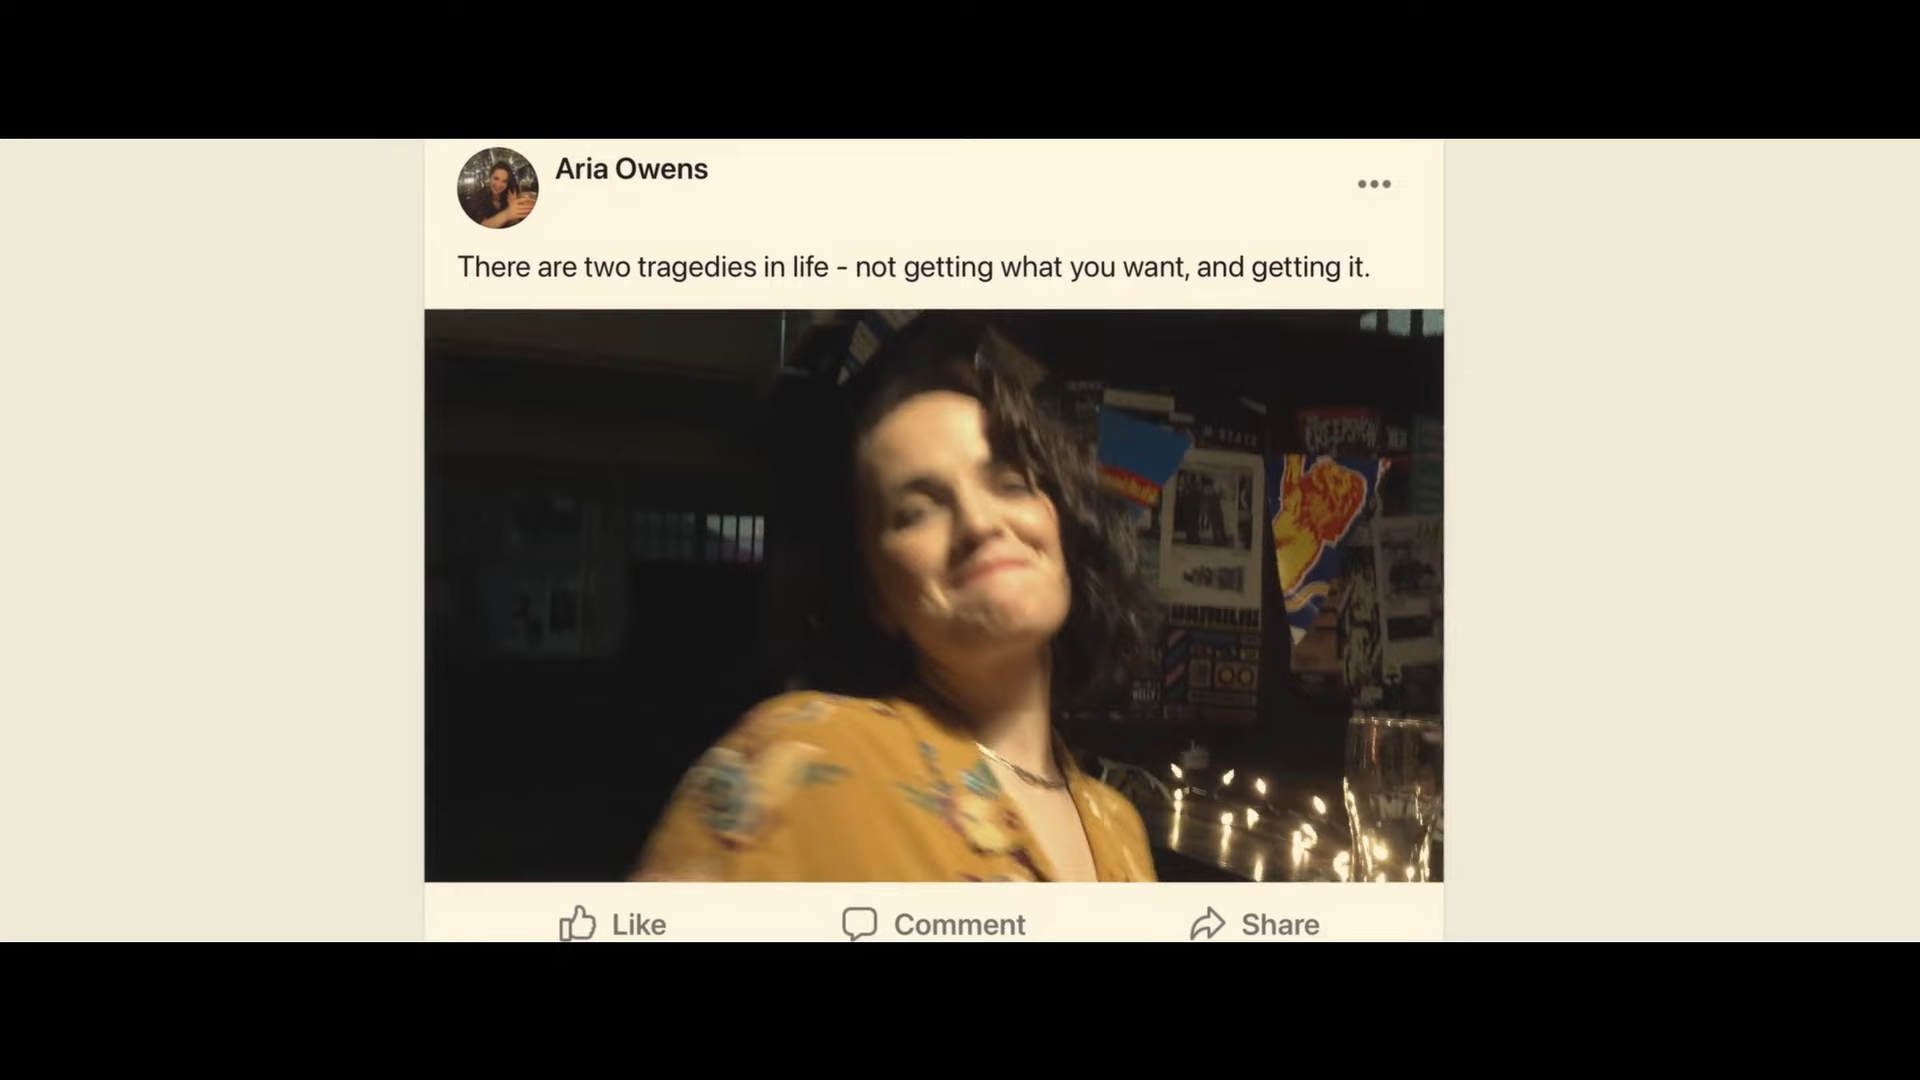 Aria Owens
There are two tragedies in life - not getting what you want, and getting it.
Like
Comment
Share